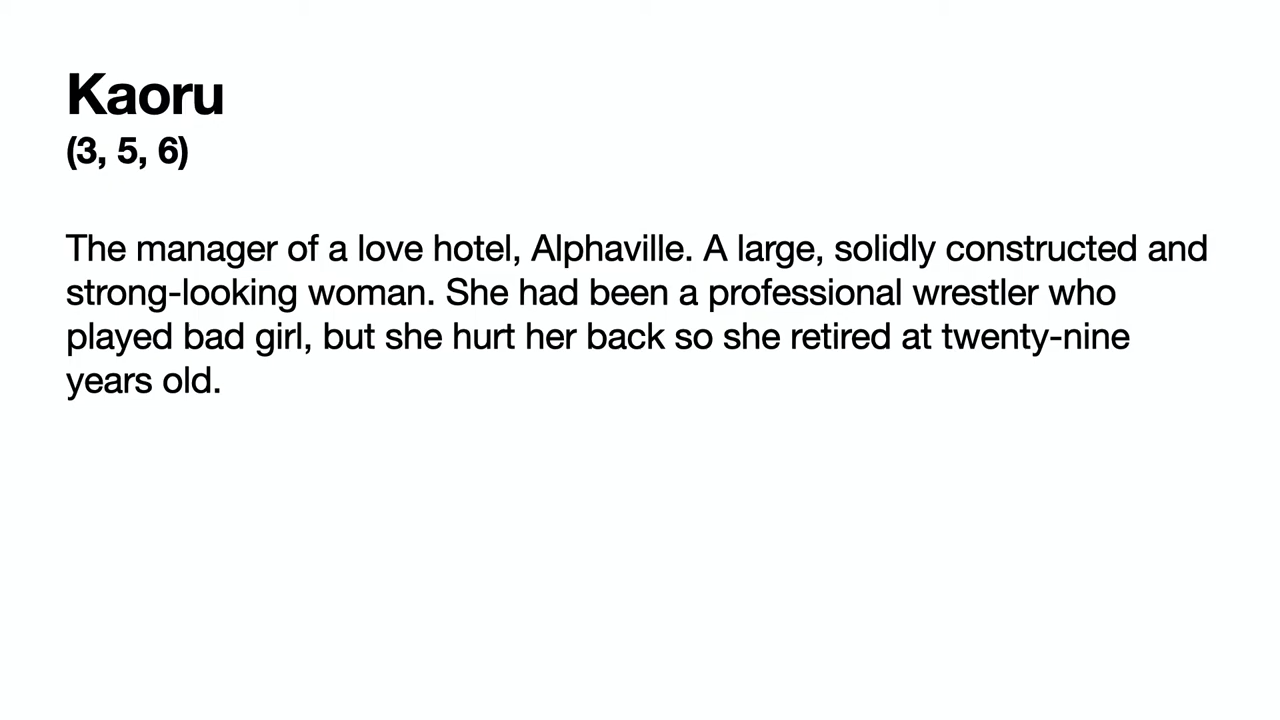 Kaoru
(3, 5, 6)
The manager of a love hotel, Alphaville. A large, solidly constructed and
strong-looking woman. She had been a professional wrestler who
played bad girl, but she hurt her back so she retired at twenty-nine
years old.